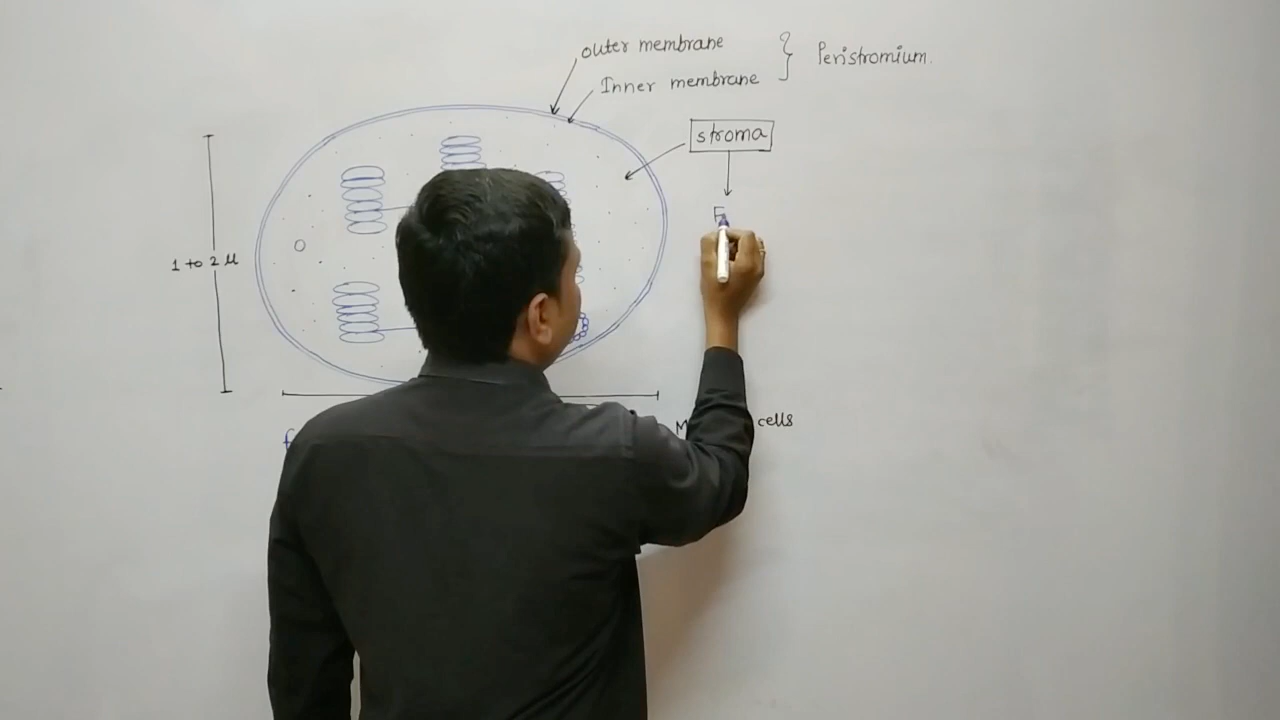 outer membrane
Inner membrane
Peristromium.
stroma
1 to 2 µ
cells